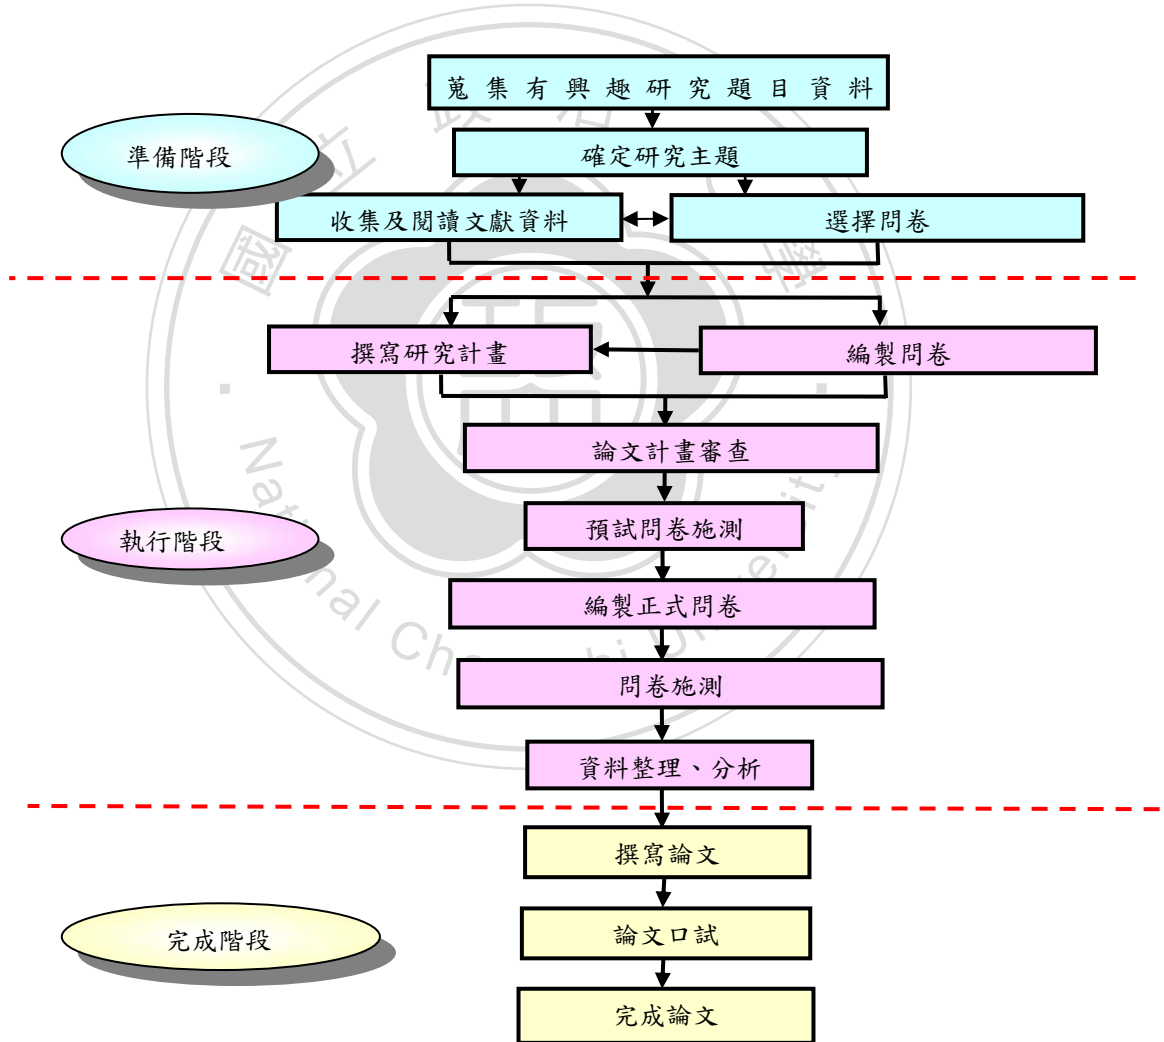 蒐集有興趣研究題目資料
準備階段
確定研究主題
收集及閱讀文獻資料
選擇問卷
撰寫研究計畫
編製問卷
論文計畫審查
執行階段
預試問卷施測
編製正式問卷
問卷施測
資料整理、分析
撰寫論文
完成階段
論文口試
完成論文